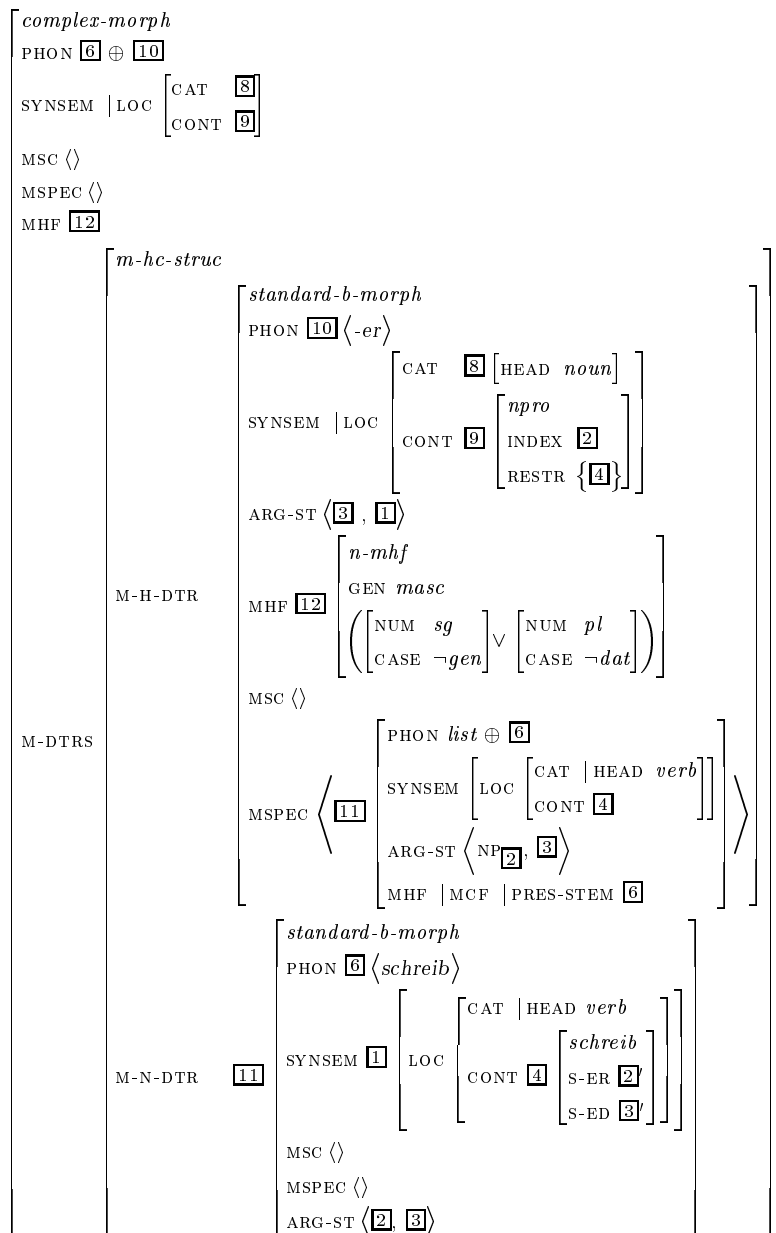 complex-morph
PHON 6 ⊕ 10
SYNSEM | LOC [CAT 8
CONT 9]
MSC ⟨⟩
MSPEC ⟨⟩
MHF 12
m-hc-struc
standard-b-morph
PHON 10 ⟨-er⟩
CAT 8 [HEAD noun]
SYNSEM | LOC
CONT 9 [npro
INDEX 2
RESTR {4}]
ARG-ST ⟨3 , 1⟩
n-mhf
GEN masc
M-H-DTR MHF 12
([NUM sg ∨ [NUM pl
CASE ¬gen] CASE ¬dat])
MSC ⟨⟩
M-DTRS
PHON list ⊕ 6
SYNSEM [LOC [CAT | HEAD verb
CONT 4]]
MSPEC ⟨11
ARG-ST ⟨NP2, 3⟩
MHF | MCF | PRES-STEM 6⟩
standard-b-morph
PHON 6 ⟨schreib⟩
CAT | HEAD verb
SYNSEM 1 [LOC
CONT 4 [schreib
S-ER 2′
S-ED 3′]
M-N-DTR 11
MSC ⟨⟩
MSPEC ⟨⟩
ARG-ST ⟨2, 3⟩